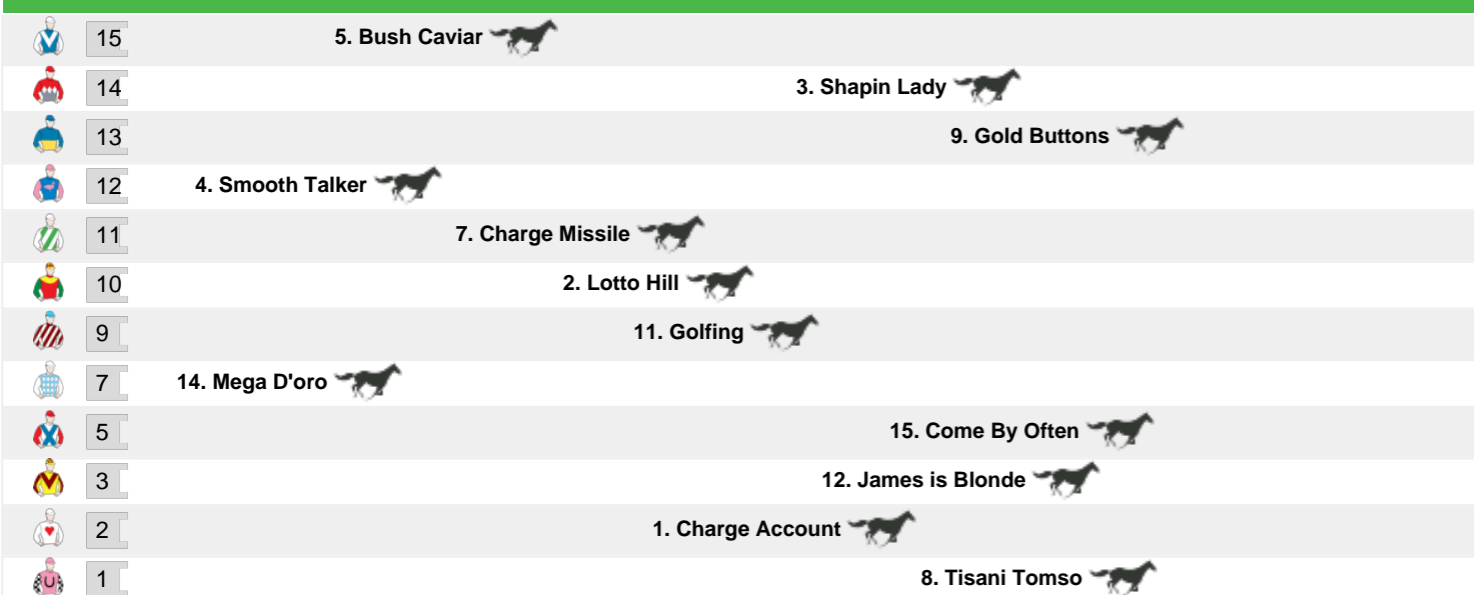 15 5. Bush Caviar
14 3. Shapin Lady
13 9. Gold Buttons
12 4. Smooth Talker
11 7. Charge Missile
10 2. Lotto Hill
9 11. Golfing
7 14. Mega D'oro
5 15. Come By Often
3 12. James is Blonde
2 1. Charge Account
1 8. Tisani Tomso